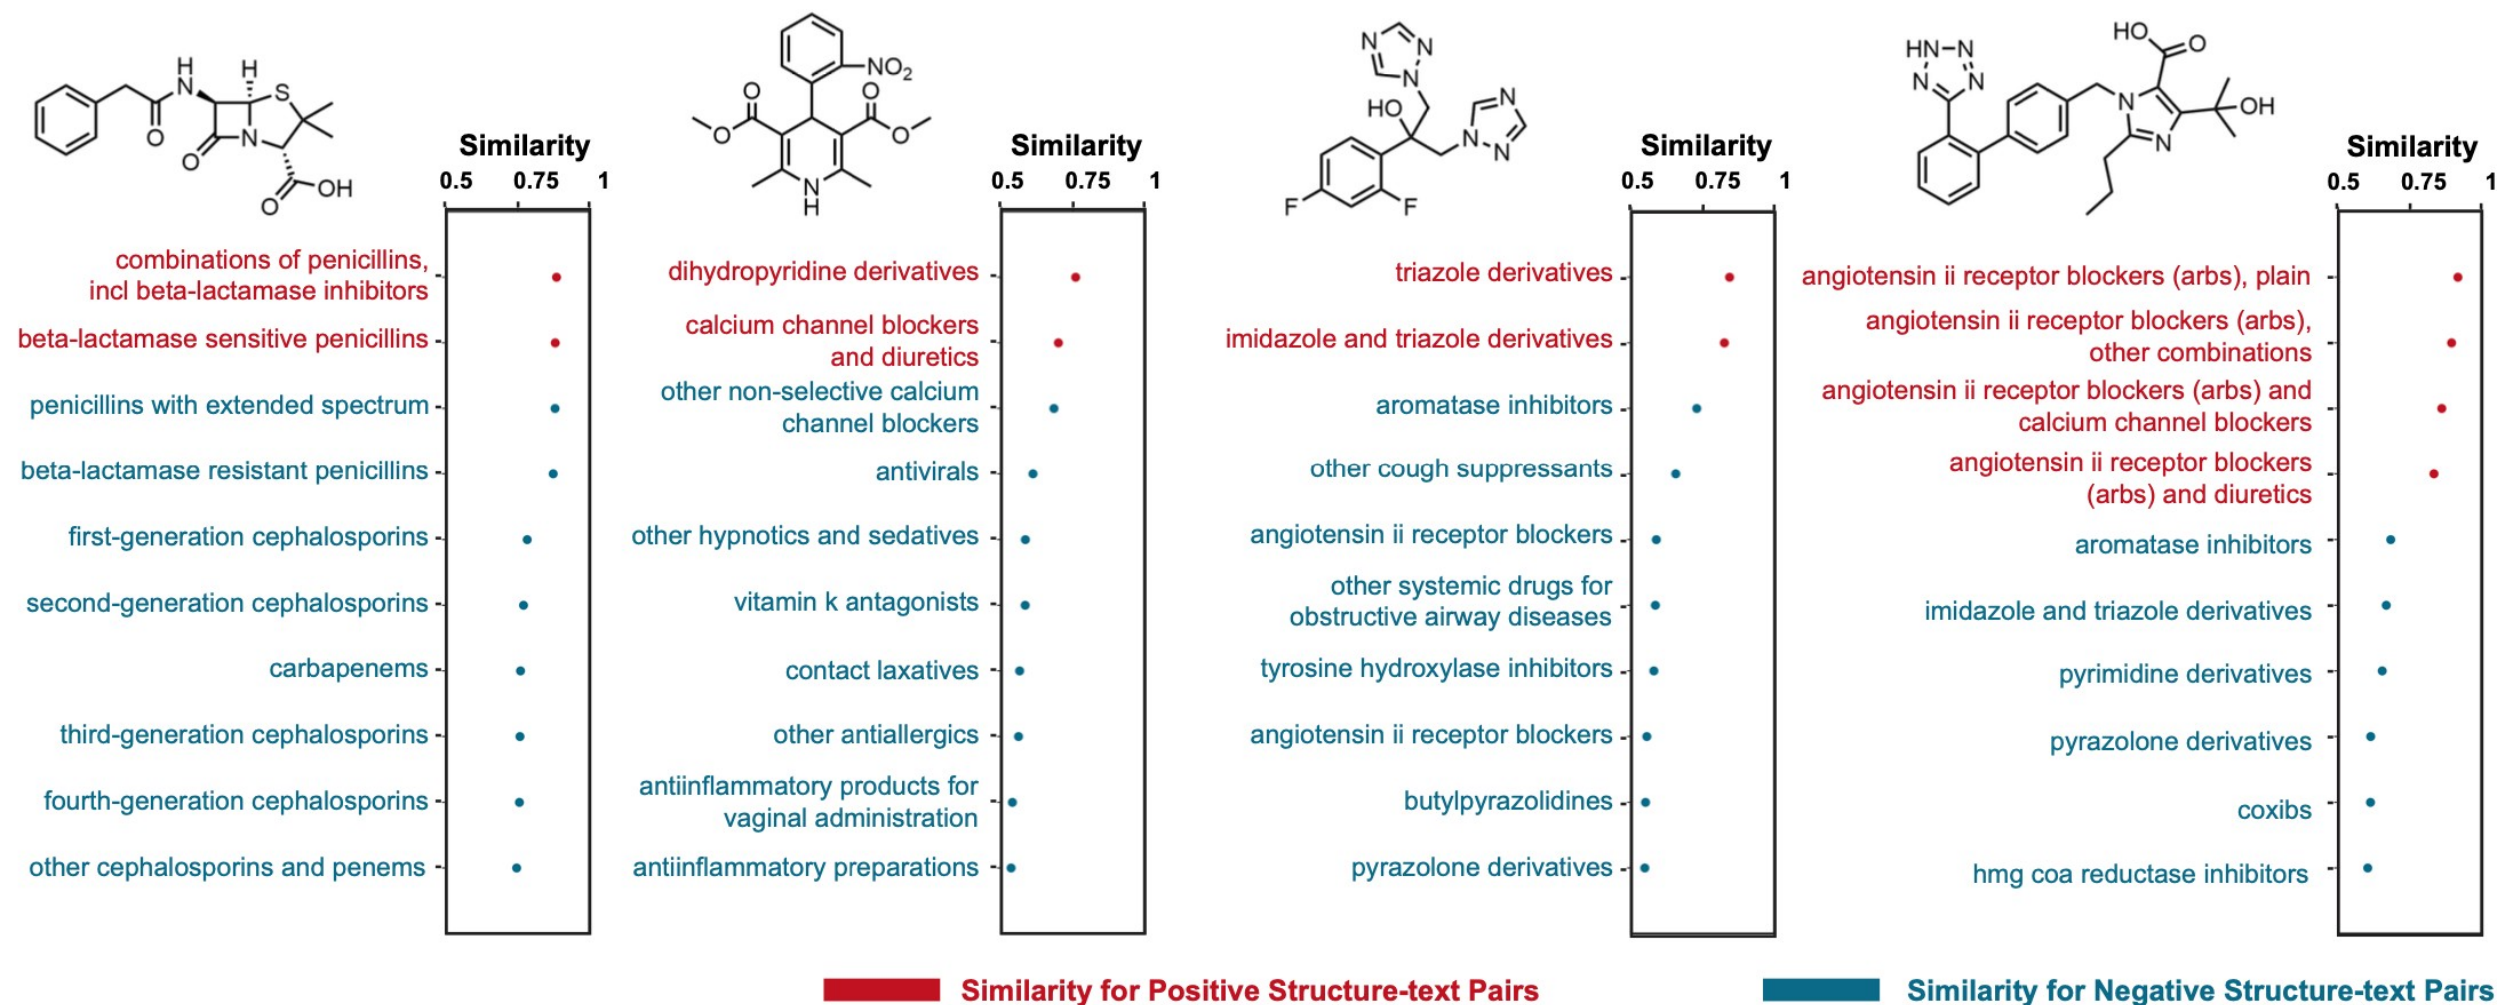 H
N
H
S
O
N
O
OH
O
Similarity
0.5 0.75 1
combinations of penicillins,
incl beta-lactamase inhibitors
beta-lactamase sensitive penicillins
penicillins with extended spectrum
beta-lactamase resistant penicillins
first-generation cephalosporins
second-generation cephalosporins
carbapenems
third-generation cephalosporins
fourth-generation cephalosporins
other cephalosporins and penems
NO2
O
O
O
O
N
H
Similarity
0.5 0.75 1
dihydropyridine derivatives
calcium channel blockers
and diuretics
other non-selective calcium
channel blockers
antivirals
other hypnotics and sedatives
vitamin k antagonists
contact laxatives
other antiallergics
antiinflammatory products for
vaginal administration
antiinflammatory preparations
N
N
N
HO
N
N
N
F
F
Similarity
0.5 0.75 1
triazole derivatives
imidazole and triazole derivatives
aromatase inhibitors
other cough suppressants
angiotensin ii receptor blockers
other systemic drugs for
obstructive airway diseases
tyrosine hydroxylase inhibitors
angiotensin ii receptor blockers
butylpyrazolidines
pyrazolone derivatives
HO
O
HN-N
N
N
N
OH
N
Similarity
0.5 0.75 1
angiotensin ii receptor blockers (arbs), plain
angiotensin ii receptor blockers (arbs),
other combinations
angiotensin ii receptor blockers (arbs) and
calcium channel blockers
angiotensin ii receptor blockers
(arbs) and diuretics
aromatase inhibitors
imidazole and triazole derivatives
pyrimidine derivatives
pyrazolone derivatives
coxibs
hmg coa reductase inhibitors
Similarity for Positive Structure-text Pairs
Similarity for Negative Structure-text Pairs